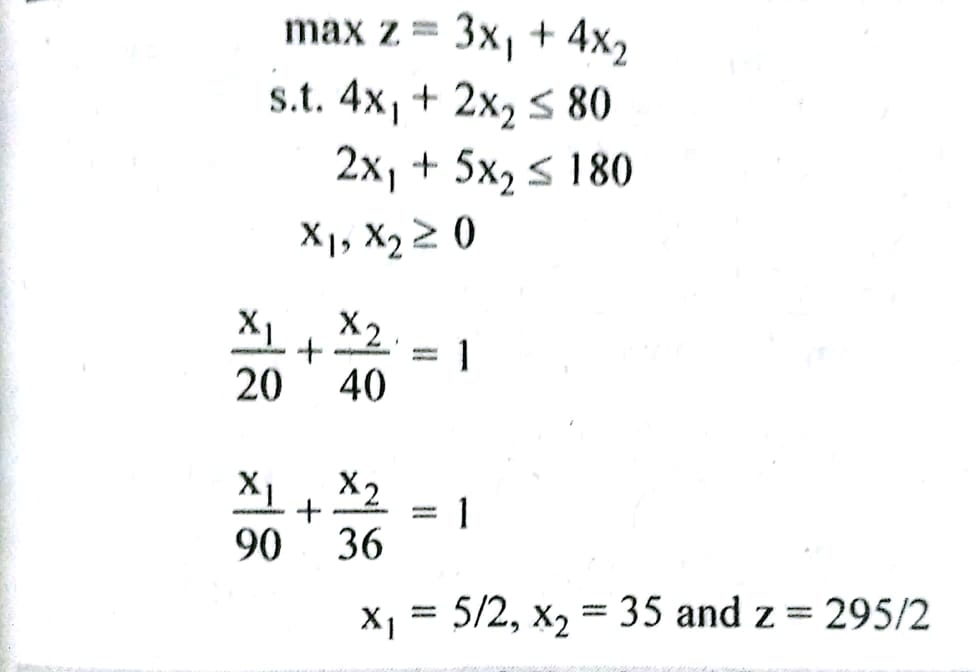 max z = 3x₁ + 4x₂
s.t. 4x₁ + 2x₂ ≤ 80
2x₁ + 5x₂ ≤ 180
x₁, x₂ ≥ 0
x₁/20 + x₂/40 = 1
x₁/90 + x₂/36 = 1
x₁ = 5/2, x₂ = 35 and z = 295/2